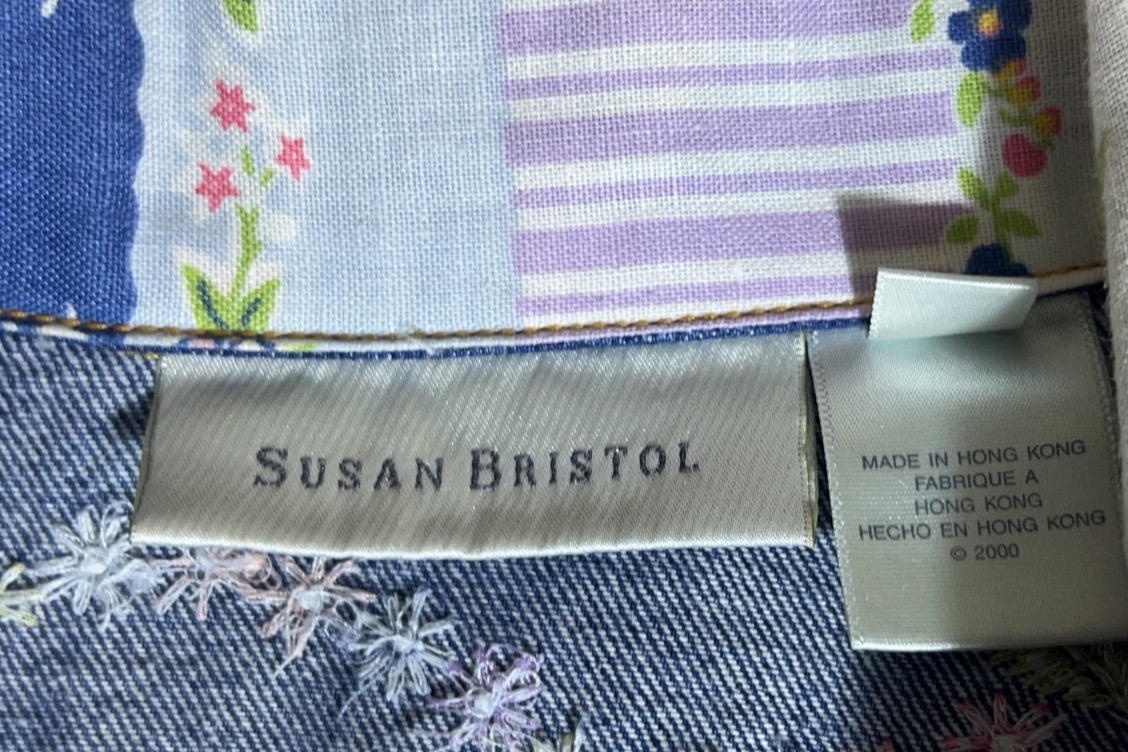 SUSAN BRISTOL
MADE IN HONG KONG
FABRIQUE A
HONG KONG
HECHO EN HONG KONG
© 2000